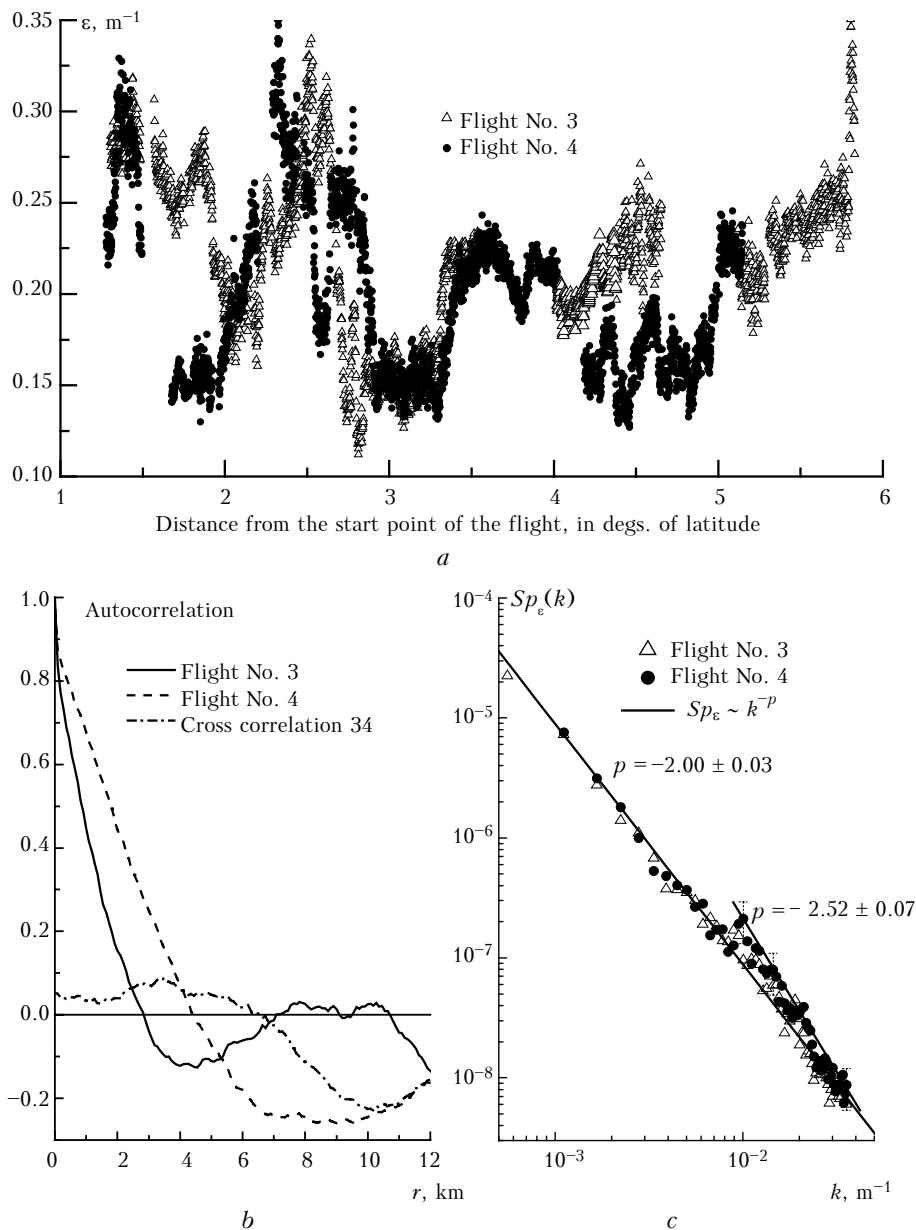 0.35
ε, m⁻¹
0.30
0.25
0.20
0.15
0.10
Flight No. 3
Flight No. 4
1 2 3 4 5 6
Distance from the start point of the flight, in degs. of latitude
a
1.0
0.8
0.6
0.4
0.2
0.0
−0.2
Autocorrelation
Flight No. 3
Flight No. 4
Cross correlation 34
0 2 4 6 8 10 12
r, km
b
10⁻⁴
10⁻⁵
10⁻⁶
10⁻⁷
10⁻⁸
Spε(k)
Flight No. 3
Flight No. 4
Spε ~ k⁻ᵖ
p = −2.00 ± 0.03
p = − 2.52 ± 0.07
10⁻³ 10⁻²
k, m⁻¹
c